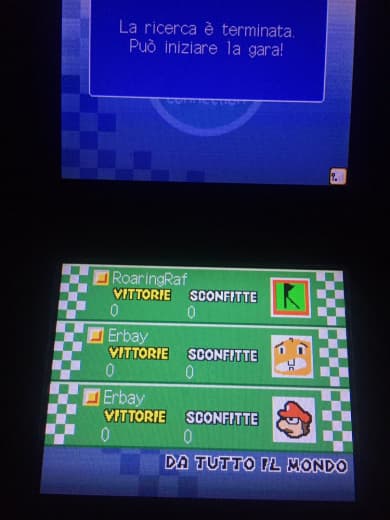 La ricerca è terminata.
Può iniziare la gara!
CONNECTION
RoaringRaf
VITTORIE SCONFITTE
0 0
Erbay
VITTORIE SCONFITTE
0 0
Erbay
VITTORIE SCONFITTE
0 0
DA TUTTO IL MONDO